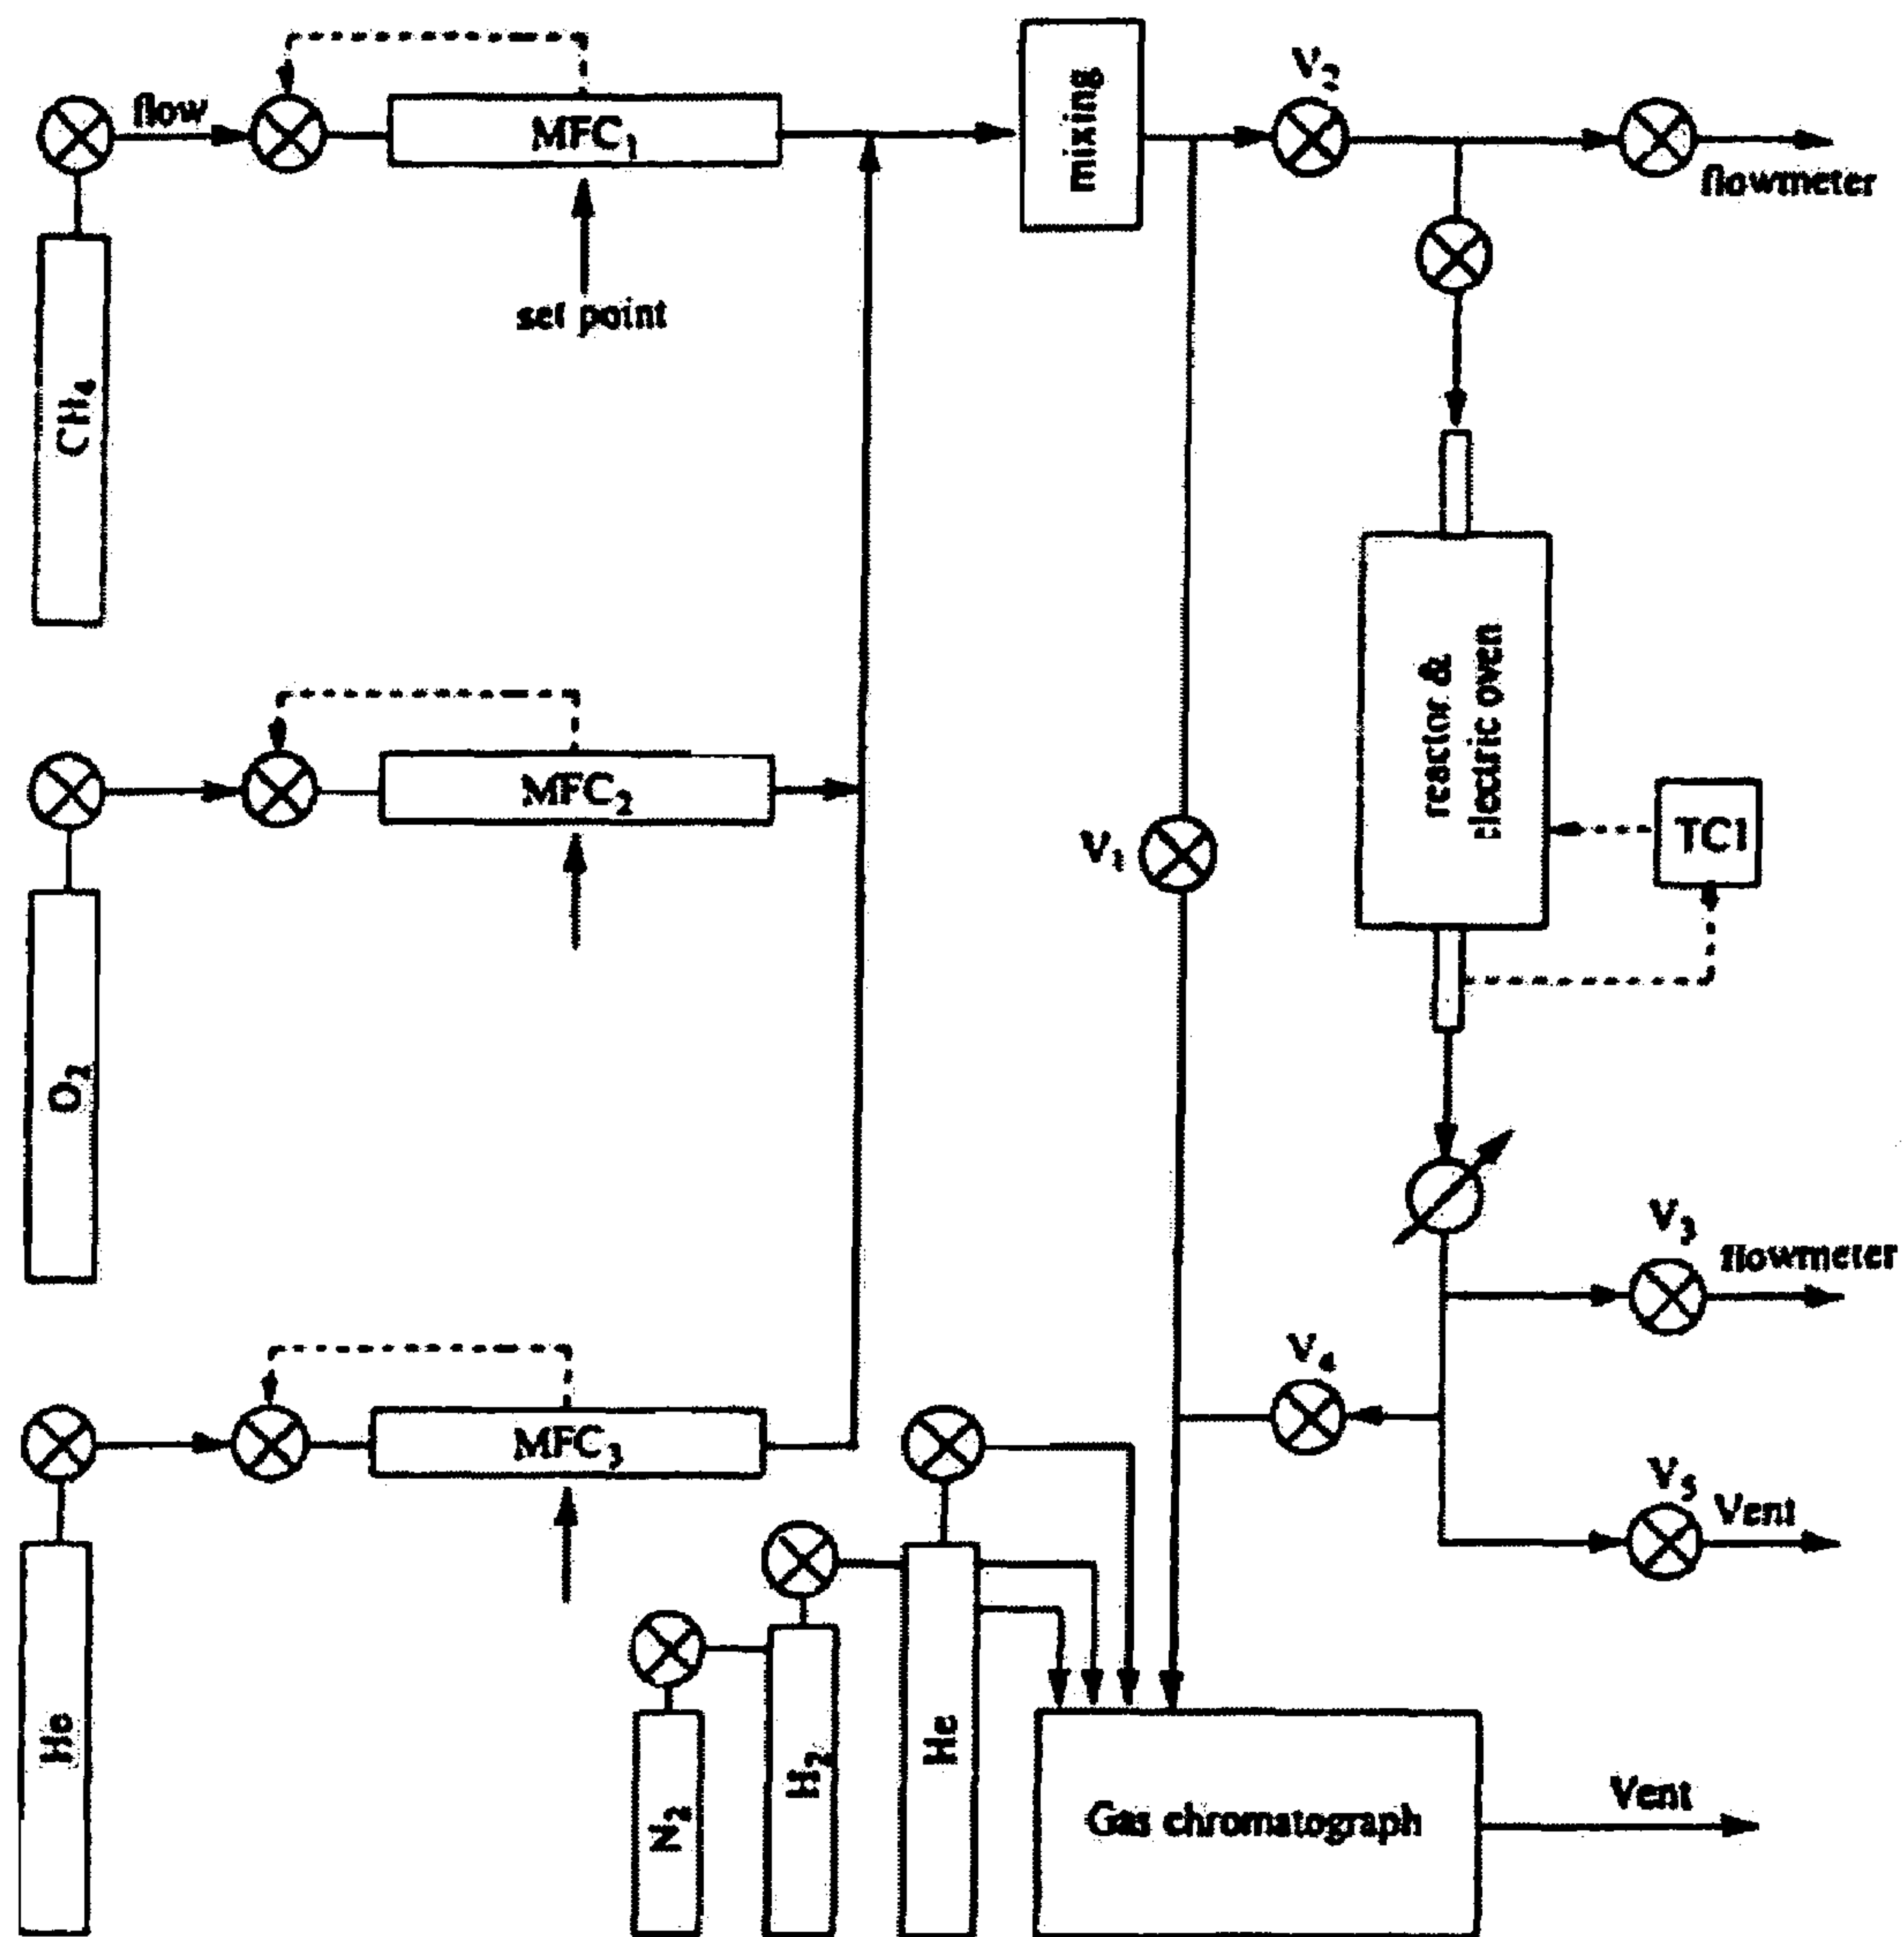 V₂
flow
MFC₁
mixing
flowmeter
set point
CH₄
reactor &
electric oven
MFC₂
V₁
TC1
O₂
V₃
flowmeter
V₄
MFC₃
V₅
Vent
He
He
H₂
N₂
Gas chromatograph
Vent